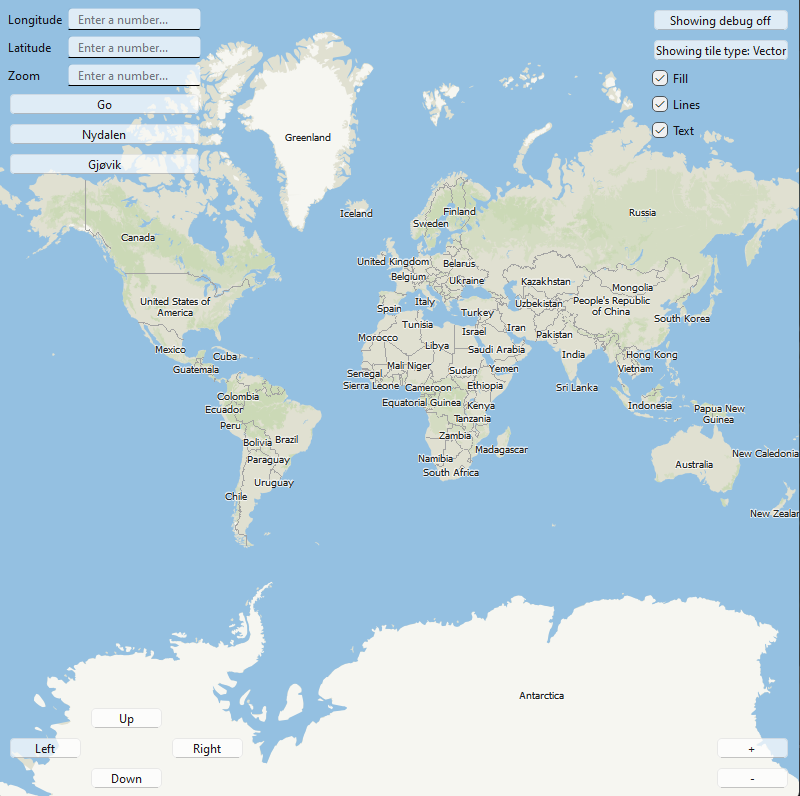 Longitude
Enter a number...
Latitude
Enter a number...
Zoom
Enter a number...
Go
Nydalen
Gjøvik
Showing debug off
Showing tile type: Vector
Fill
Lines
Text
Greenland
Iceland
Finland
Sweden
Russia
Canada
United Kingdom
Belarus
Belgium
Ukraine
Kazakhstan
Mongolia
United States of
America
Italy
Spain
Uzbekistan
People's Republic
of China
Turkey
South Korea
Tunisia
Israel
Iran
Morocco
Pakistan
Libya
Mexico
Cuba
Saudi Arabia
India
Hong Kong
Guatemala
Mali
Niger
Sudan
Yemen
Vietnam
Senegal
Sierra Leone
Cameroon
Ethiopia
Sri Lanka
Colombia
Equatorial Guinea
Kenya
Indonesia
Ecuador
Papua New
Guinea
Peru
Tanzania
Bolivia
Brazil
Zambia
Madagascar
New Caledonia
Paraguay
Namibia
Australia
South Africa
Uruguay
Chile
New Zealan
Antarctica
Up
Left
Right
Down
+
-